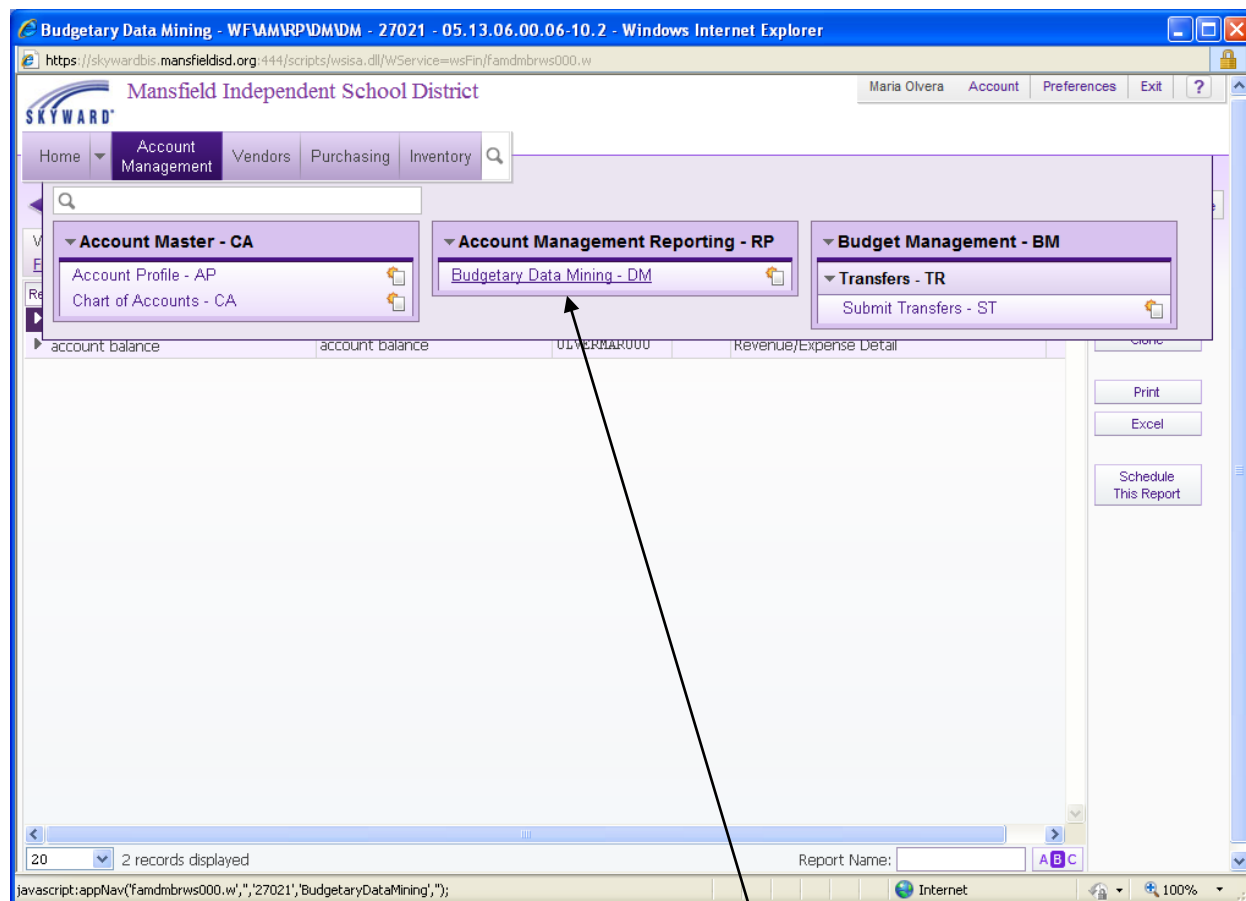 Budgetary Data Mining - WF\AM\RP\DM\DM - 27021 - 05.13.06.00.06-10.2 - Windows Internet Explorer
https://skywardbis.mansfieldisd.org:444/scripts/wsisa.dll/WService=wsFin/famdmbrws000.w
Mansfield Independent School District
Maria Olvera Account Preferences Exit ?
SKYWARD
Home Account Management Vendors Purchasing Inventory
Account Master - CA
Account Management Reporting - RP
Budget Management - BM
Account Profile - AP
Budgetary Data Mining - DM
Transfers - TR
Chart of Accounts - CA
Submit Transfers - ST
Re
account balance account balance OLVERMAR000 Revenue/Expense Detail
Clone
Print
Excel
Schedule
This Report
20 2 records displayed Report Name: A B C
javascript:appNav('famdmbrws000.w','','27021','BudgetaryDataMining',''); Internet 100%